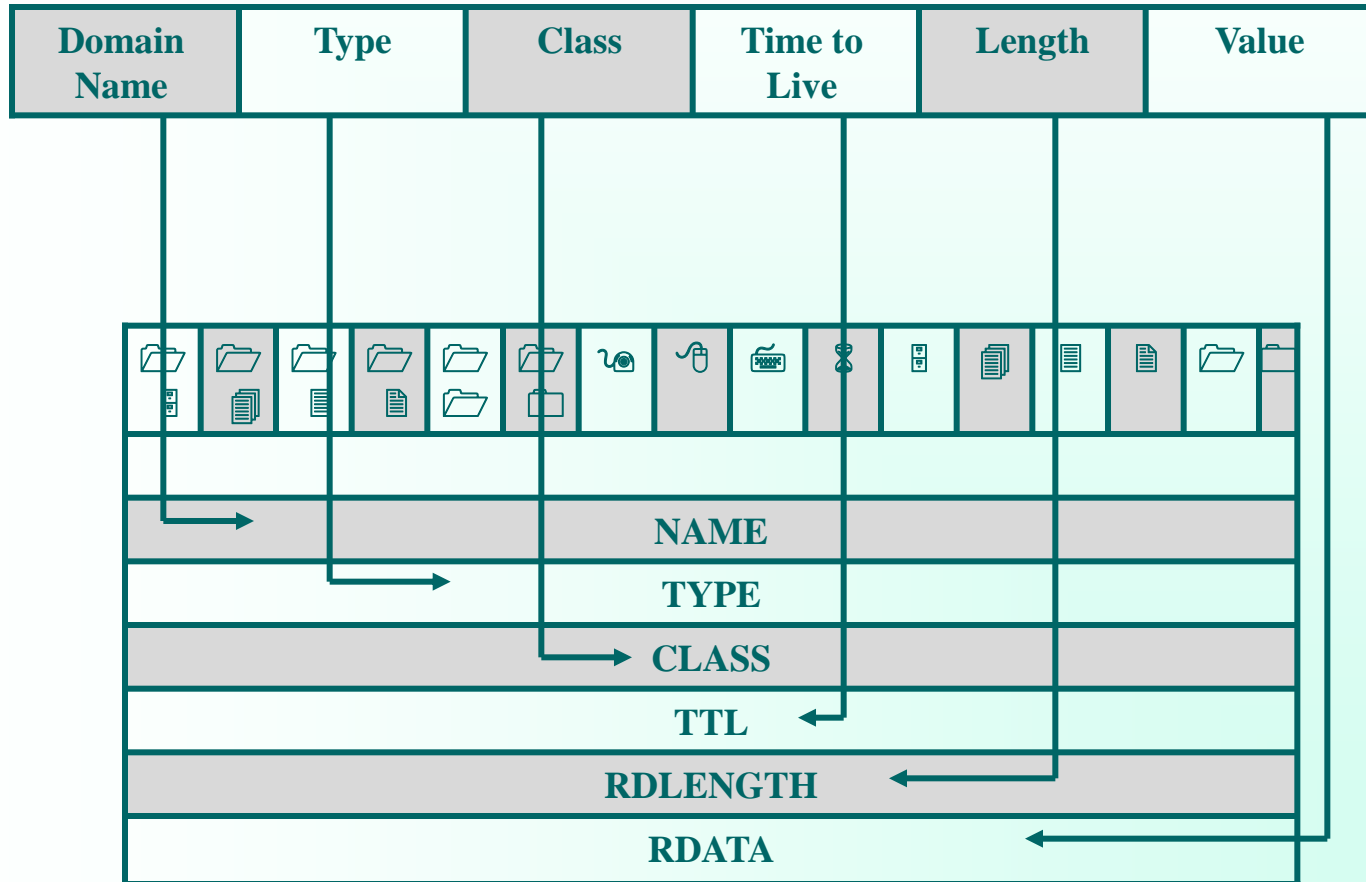 Domain Name
Type
Class
Time to Live
Length
Value
NAME
TYPE
CLASS
TTL
RDLENGTH
RDATA